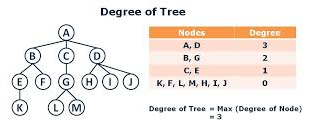 Degree of Tree
A
B C D
E F G H I J
K L M
Nodes Degree
A, D 3
B, G 2
C, E 1
K, F, L, M, H, I, J 0
Degree of Tree = Max (Degree of Node)
= 3